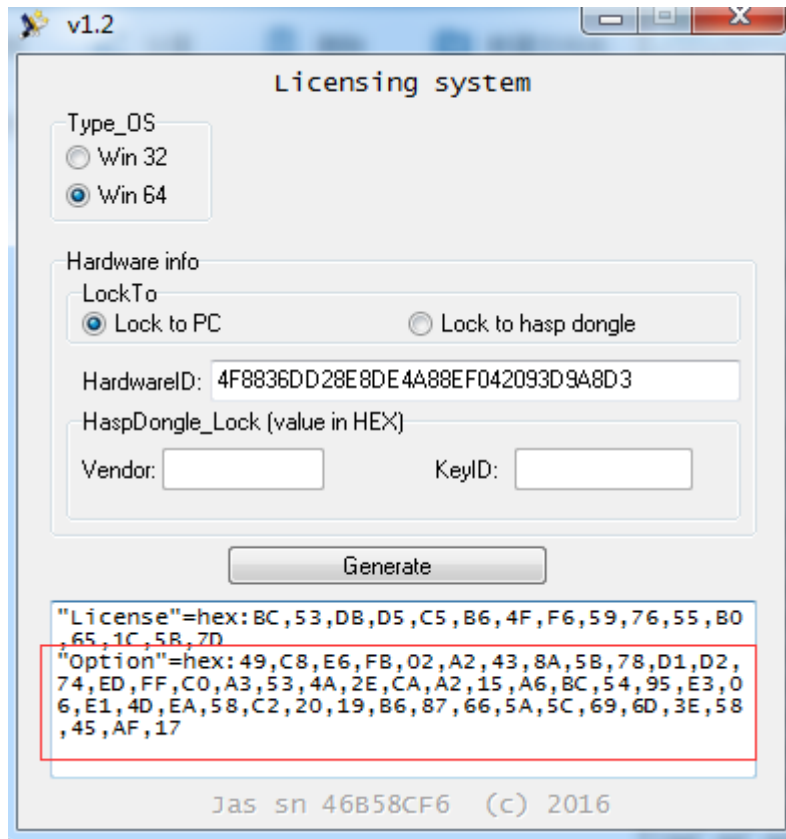 v1.2
Licensing system
Type_OS
Win 32
Win 64
Hardware info
LockTo
Lock to PC
Lock to hasp dongle
HardwareID: 4F8836DD28E8DE4A88EF042093D9A8D3
HaspDongle_Lock (value in HEX)
Vendor:
KeyID:
Generate
"License"=hex:BC,53,DB,D5,C5,B6,4F,F6,59,76,55,B0
,65,1C,5B,7D
"Option"=hex:49,C8,E6,FB,02,A2,43,8A,5B,78,D1,D2,
74,ED,FF,C0,A3,53,4A,2E,CA,A2,15,A6,BC,54,95,E3,0
6,E1,4D,EA,58,C2,20,19,B6,87,66,5A,5C,69,6D,3E,58
,45,AF,17
Jas sn 46B58CF6 (c) 2016